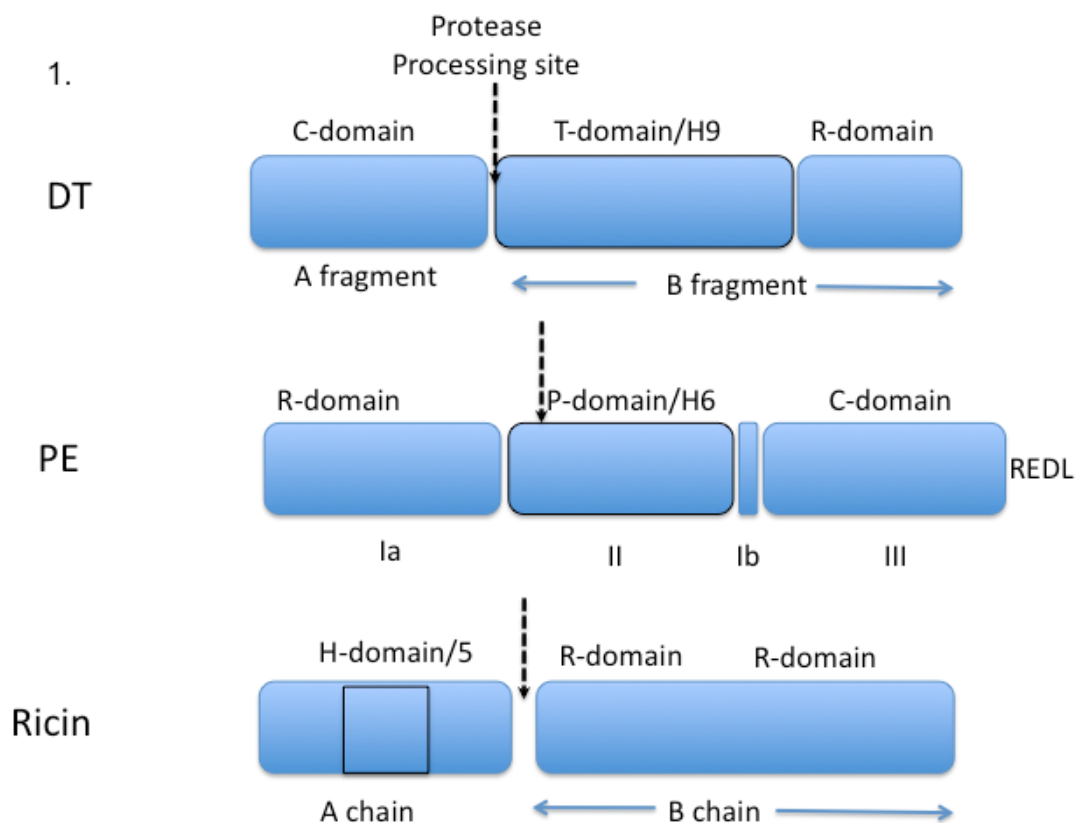 Protease
Processing site
1.
C-domain
T-domain/H9
R-domain
DT
A fragment
B fragment
R-domain
P-domain/H6
C-domain
PE
REDL
Ia
II
Ib
III
H-domain/5
R-domain
R-domain
Ricin
A chain
B chain